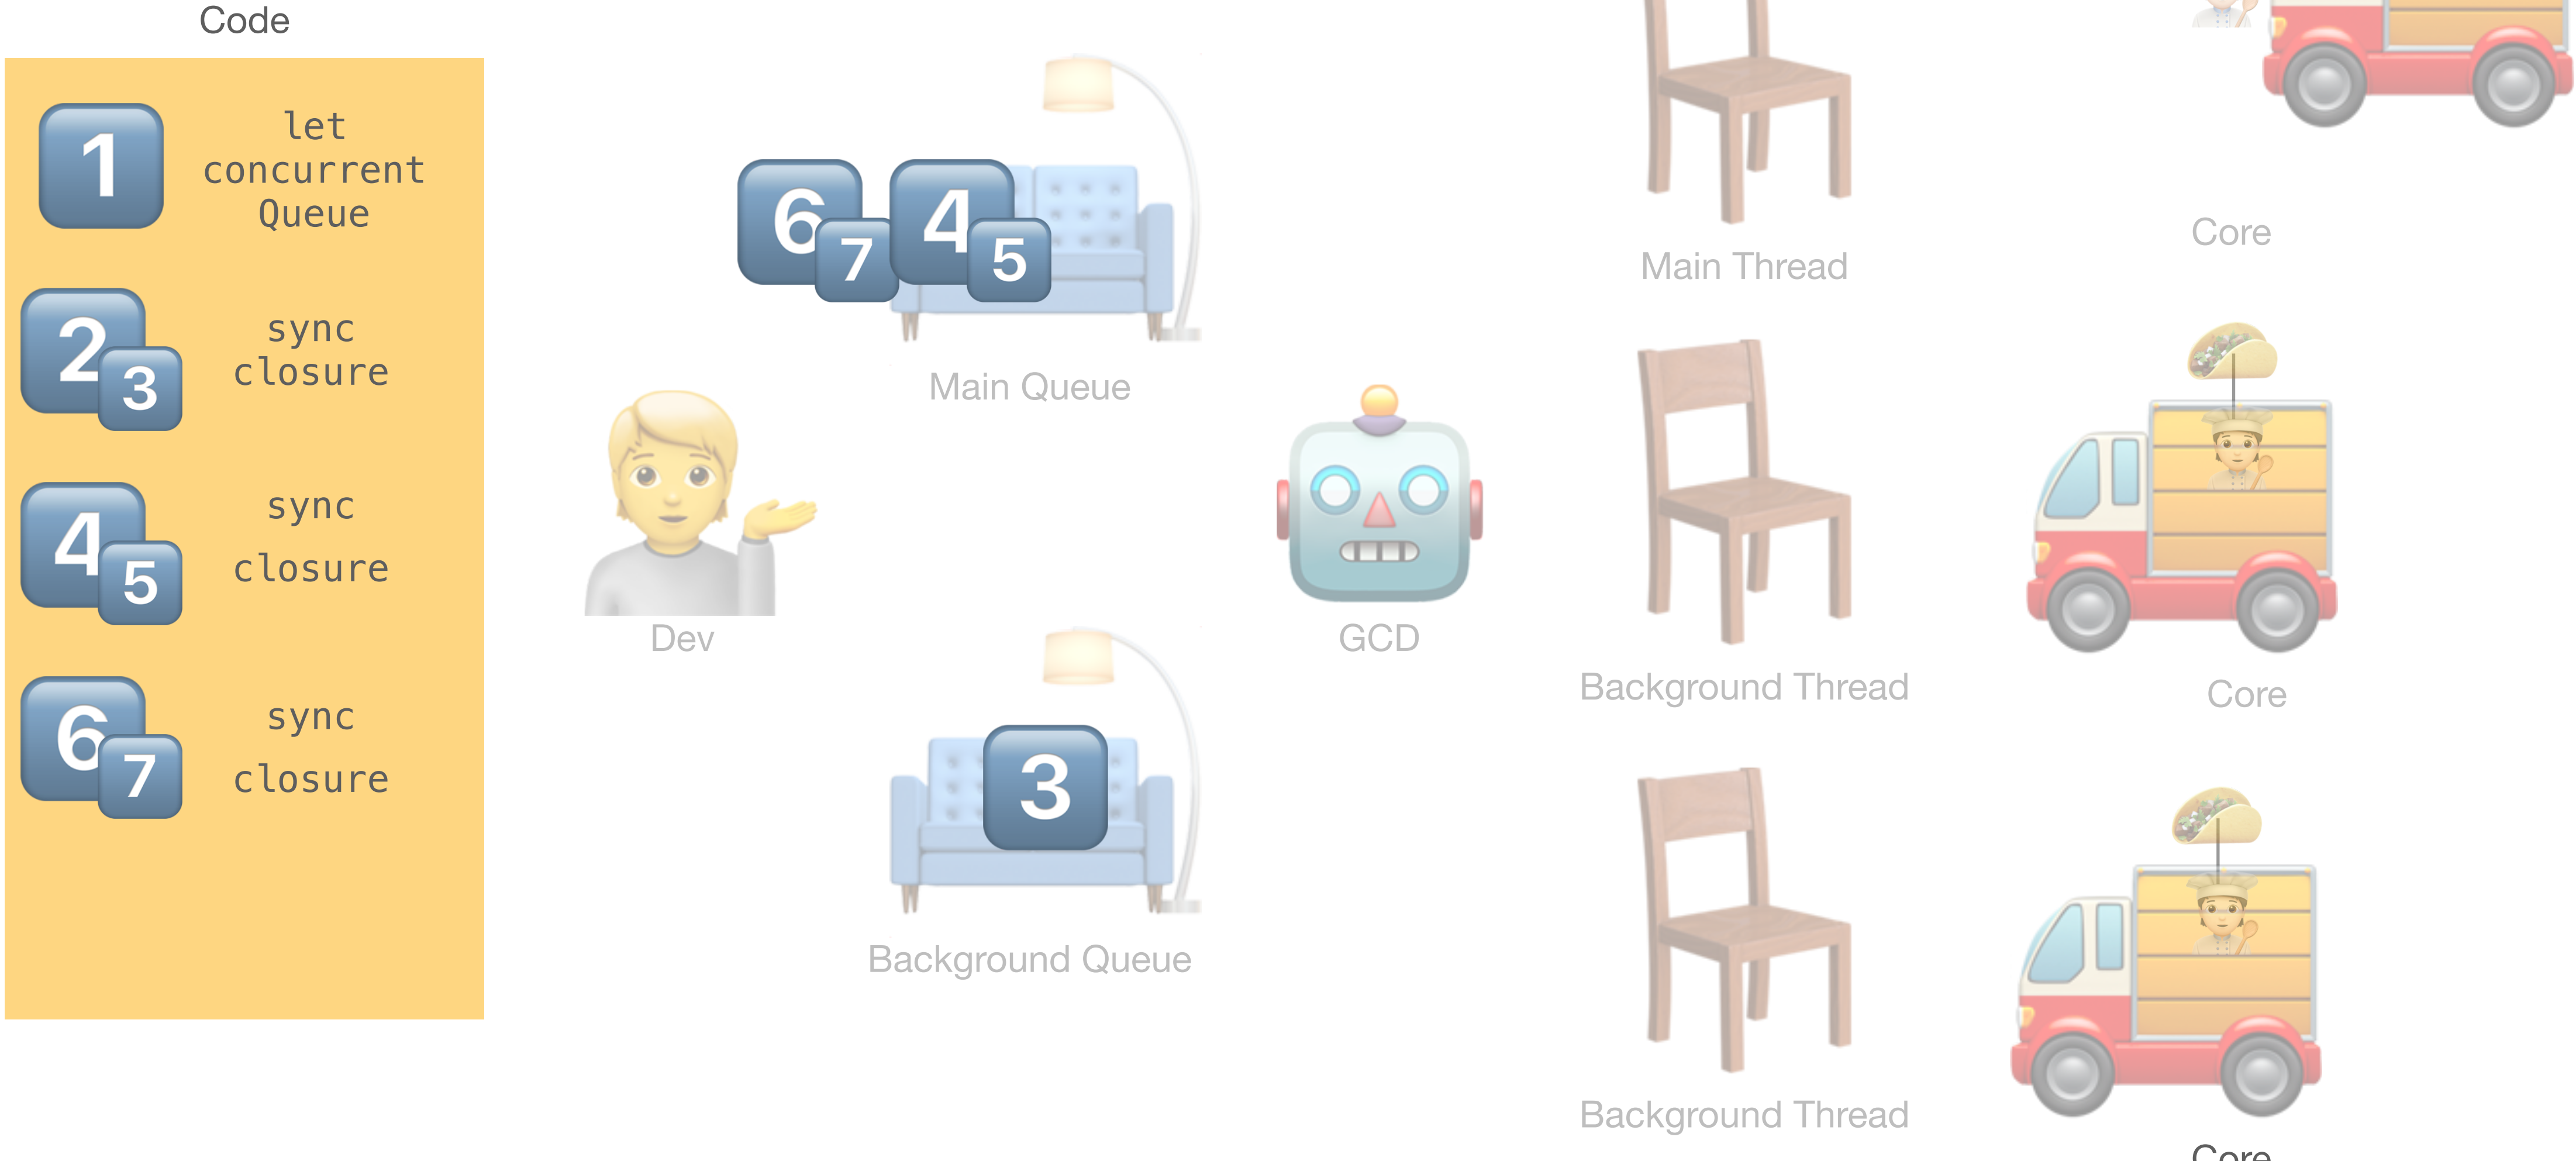 Code
1
let
concurrent
Queue
2
3
sync
closure
4
5
sync
closure
6
7
sync
closure
6
7
4
5
Main Queue
Dev
3
Background Queue
GCD
Main Thread
Background Thread
Background Thread
Core
Core
Core